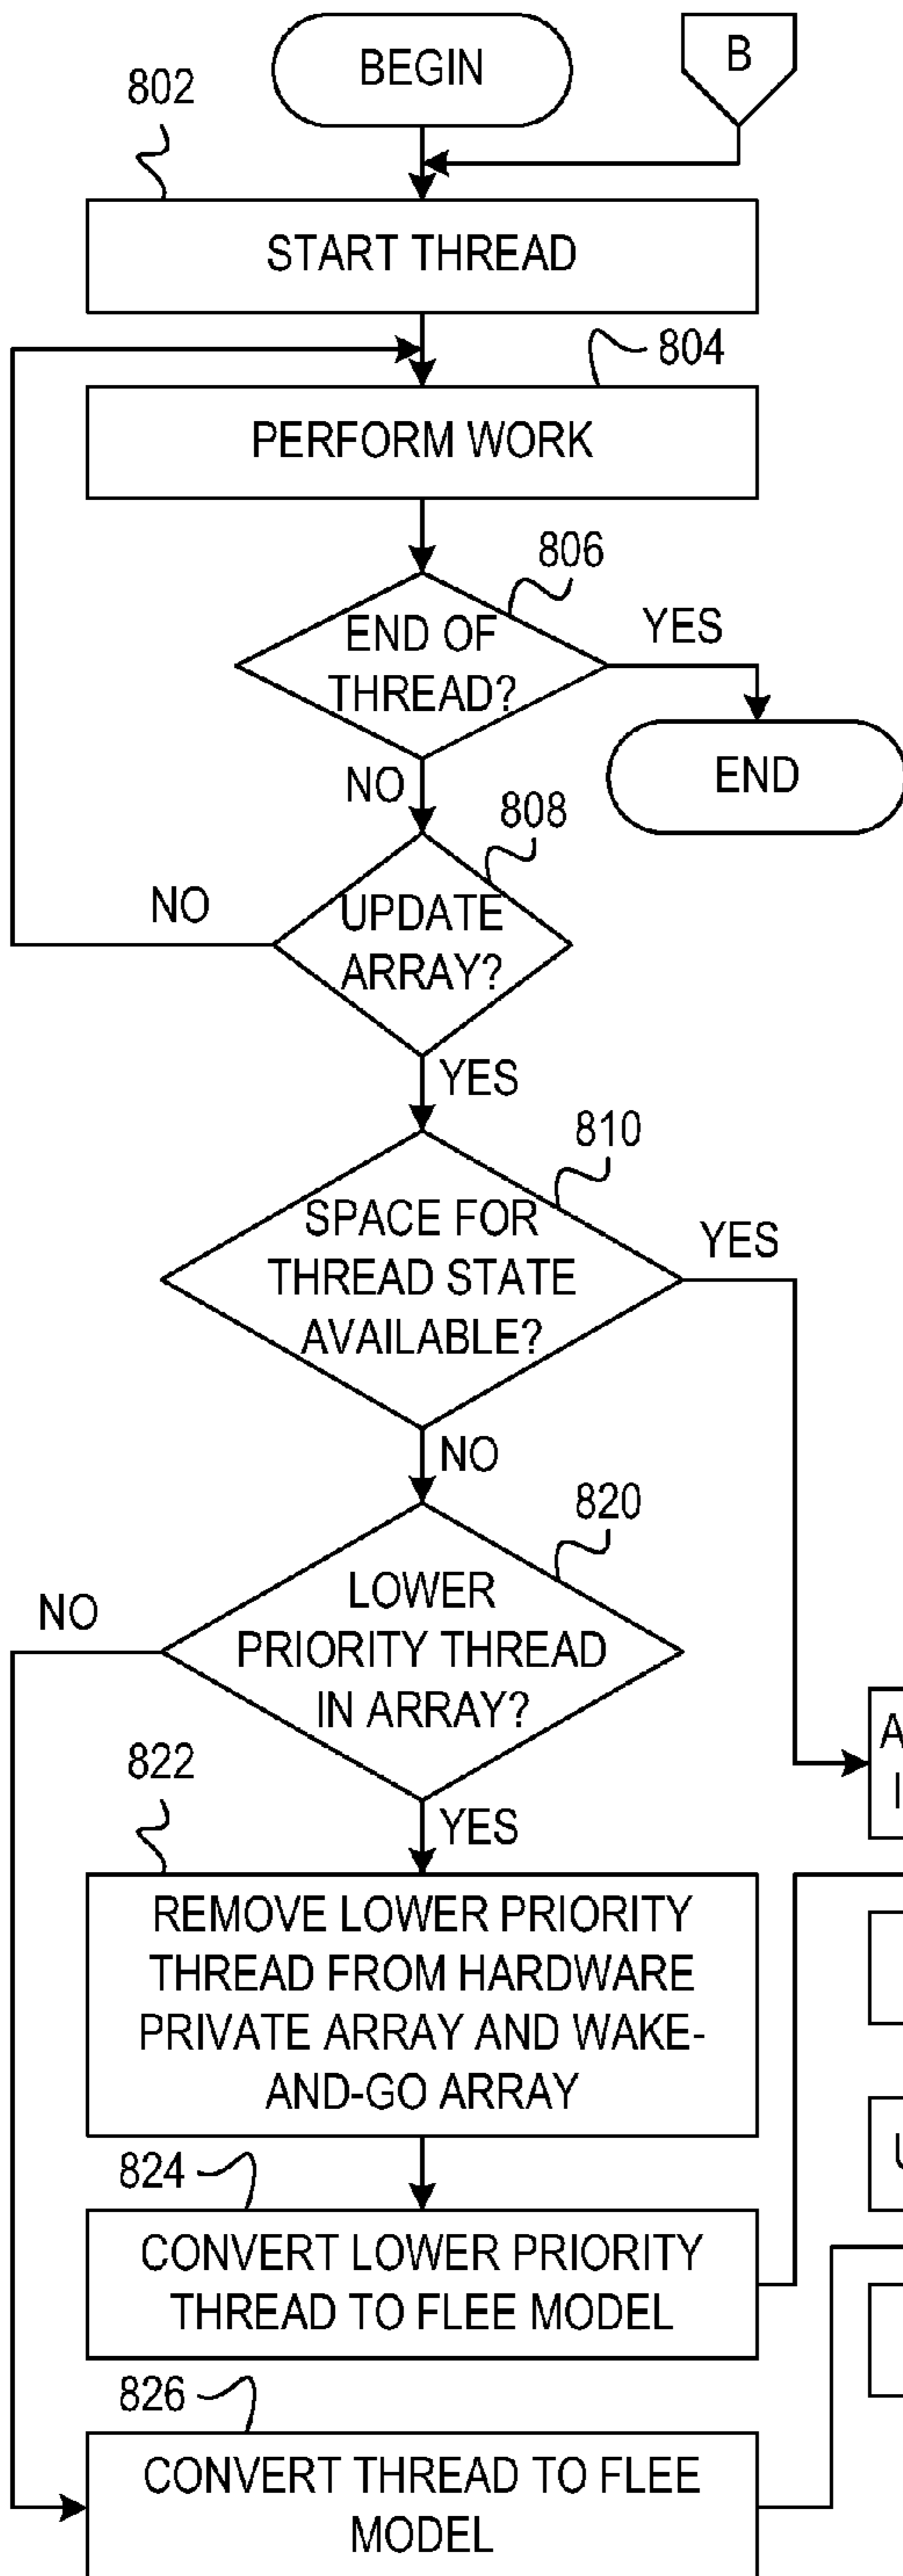 BEGIN
B
802
START THREAD
804
PERFORM WORK
806
END OF
THREAD?
YES
END
NO
808
UPDATE
ARRAY?
NO
YES
810
SPACE FOR
THREAD STATE
AVAILABLE?
YES
NO
820
LOWER
PRIORITY THREAD
IN ARRAY?
NO
YES
A
822
REMOVE LOWER PRIORITY
THREAD FROM HARDWARE
PRIVATE ARRAY AND WAKE-
AND-GO ARRAY
824
CONVERT LOWER PRIORITY
THREAD TO FLEE MODEL
826
CONVERT THREAD TO FLEE
MODEL